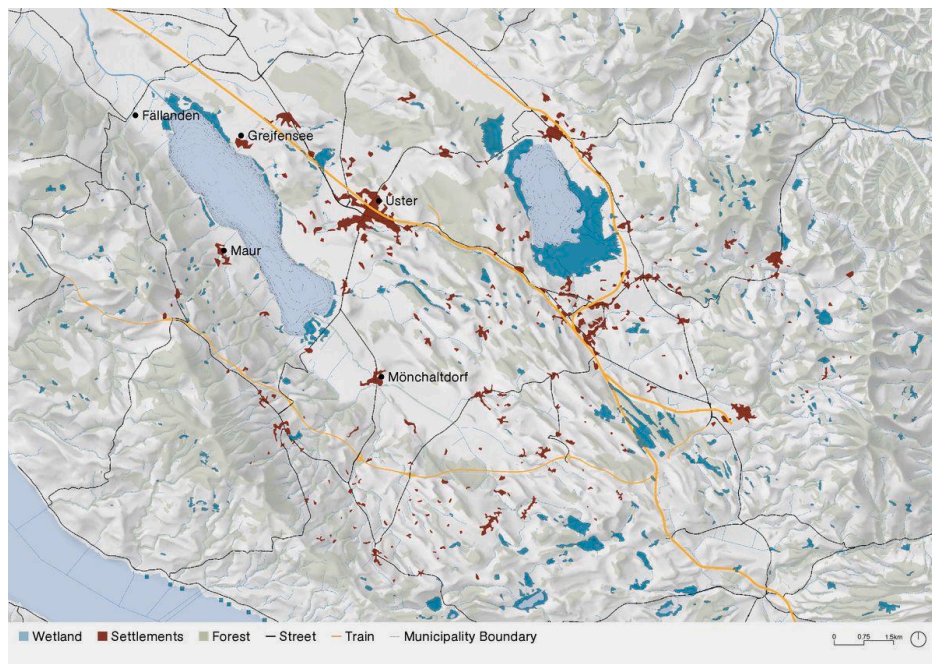 Fällanden
Greifensee
Uster
Maur
Mönchaltdorf
Wetland Settlements Forest Street Train Municipality Boundary
0 0.75 1.5km